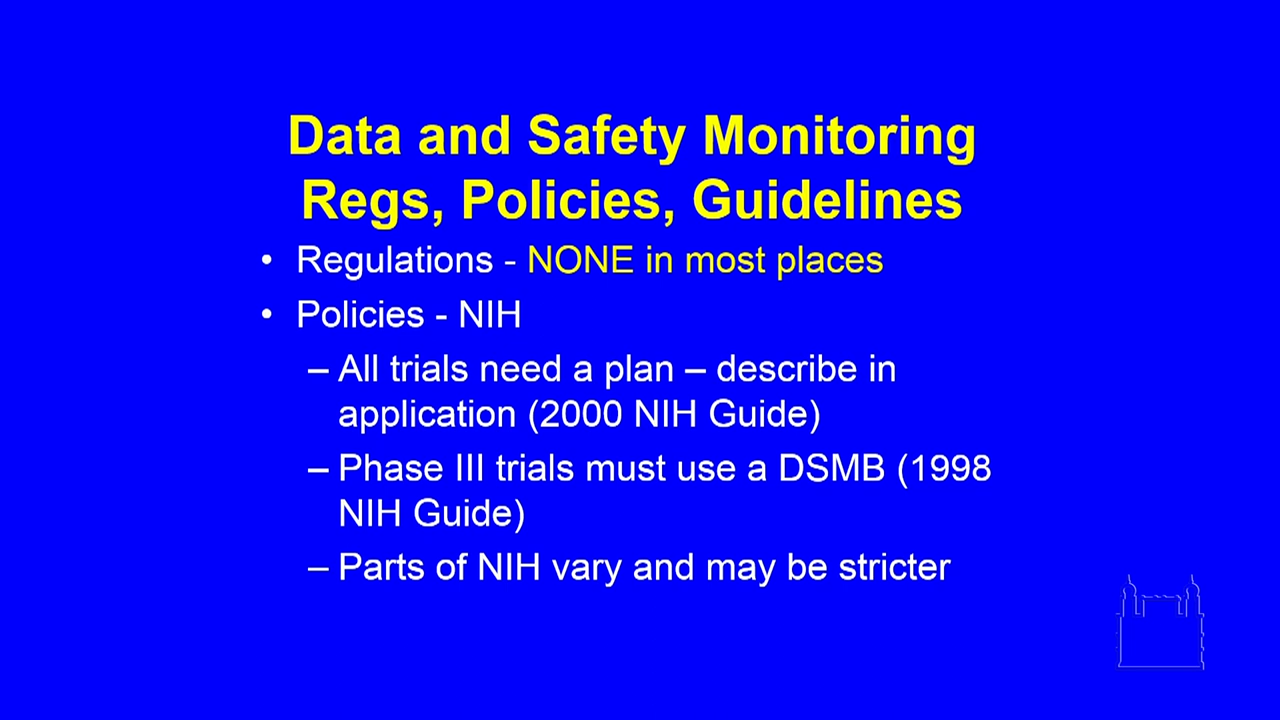 Data and Safety Monitoring
Regs, Policies, Guidelines
• Regulations - NONE in most places
• Policies - NIH
– All trials need a plan – describe in
application (2000 NIH Guide)
– Phase III trials must use a DSMB (1998
NIH Guide)
– Parts of NIH vary and may be stricter